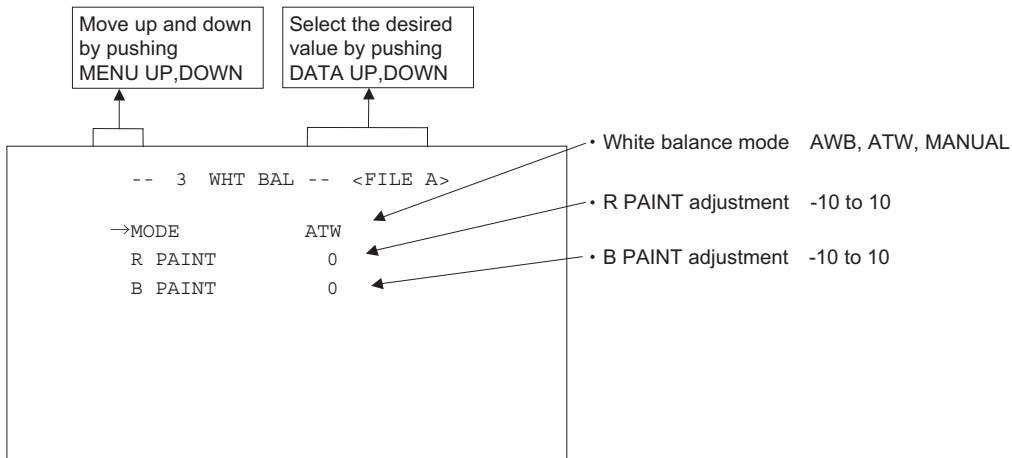 Move up and down
by pushing
MENU UP,DOWN
Select the desired
value by pushing
DATA UP,DOWN
-- 3 WHT BAL -- <FILE A>
→MODE ATW
R PAINT 0
B PAINT 0
・White balance mode AWB, ATW, MANUAL
・R PAINT adjustment -10 to 10
・B PAINT adjustment -10 to 10